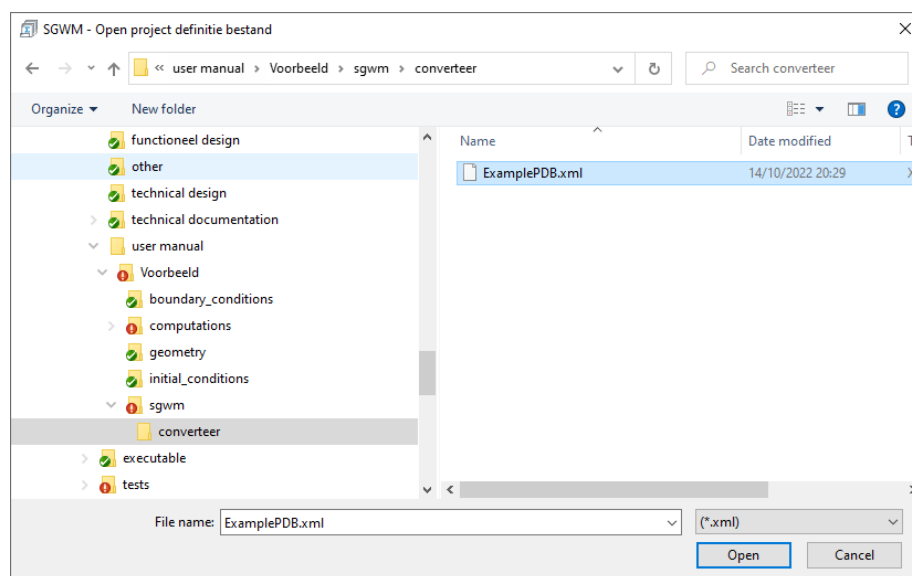 SGWM - Open project definitie bestand
« user manual > Voorbeeld > sgwm > converteer
Search converteer
Organize
New folder
functioneel design
other
technical design
technical documentation
user manual
Voorbeeld
boundary_conditions
computations
geometry
initial_conditions
sgwm
converteer
executable
tests
Name
Date modified
ExamplePDB.xml
14/10/2022 20:29
File name:
ExamplePDB.xml
(*.xml)
Open
Cancel